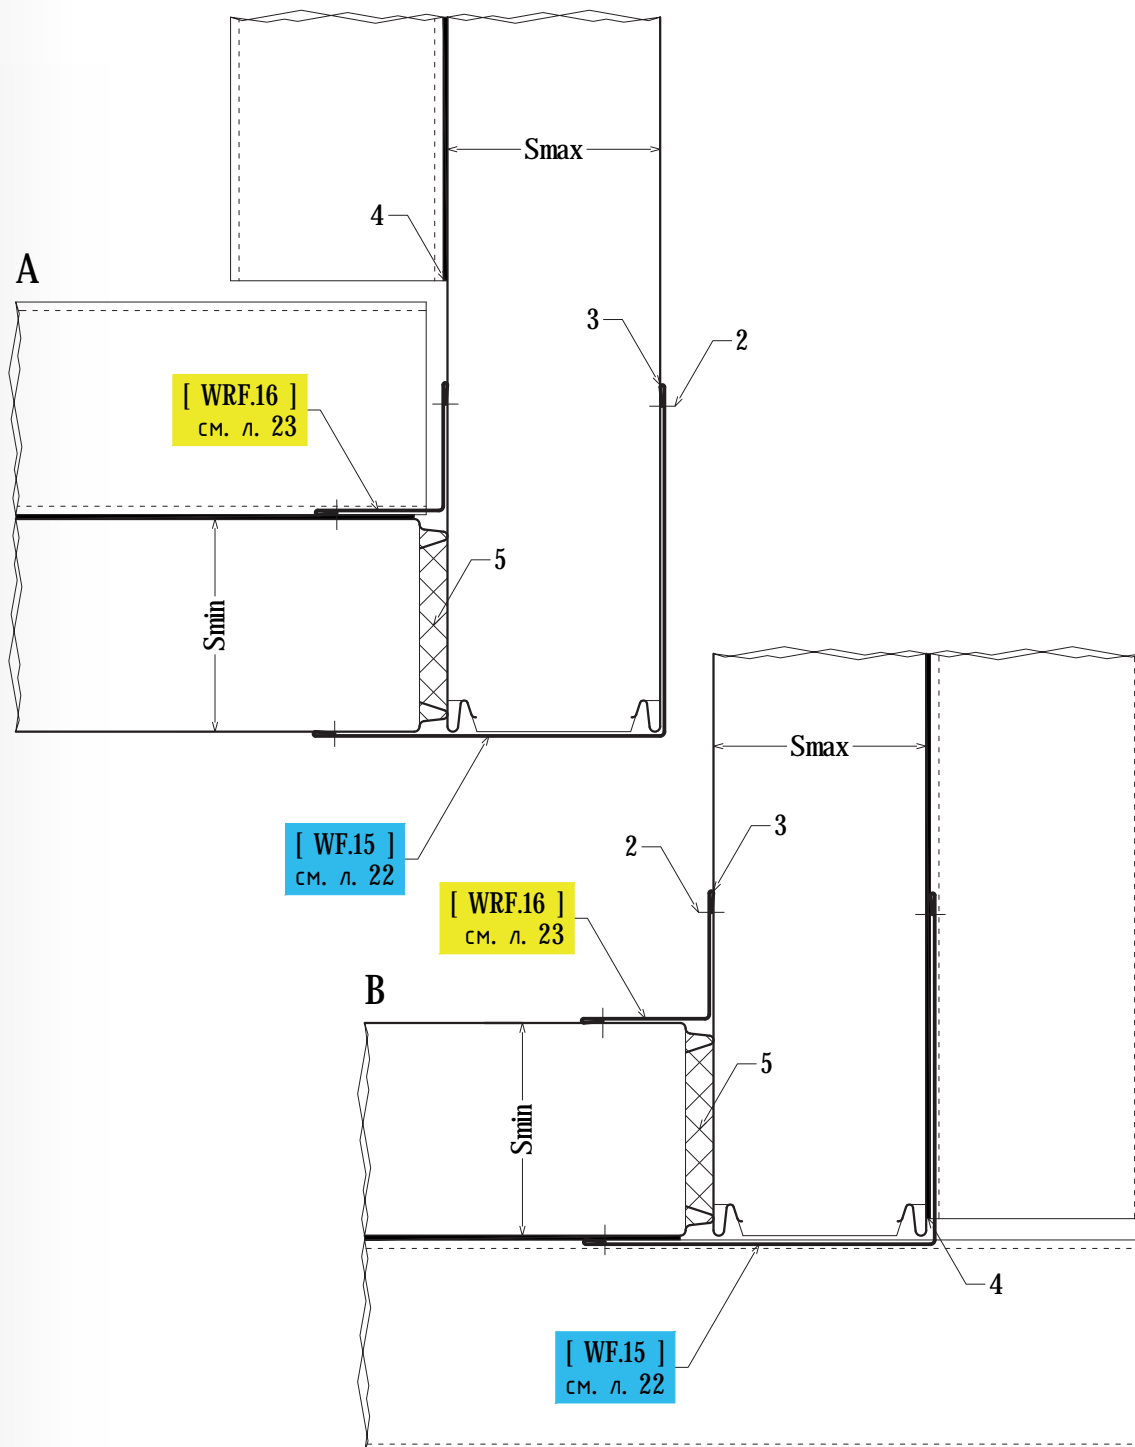 Smax
4
A
3
2
[ WRF.16 ]
см. л. 23
5
Smin
Smax
[ WF.15 ]
см. л. 22
2
3
[ WRF.16 ]
см. л. 23
B
5
Smin
4
[ WF.15 ]
см. л. 22